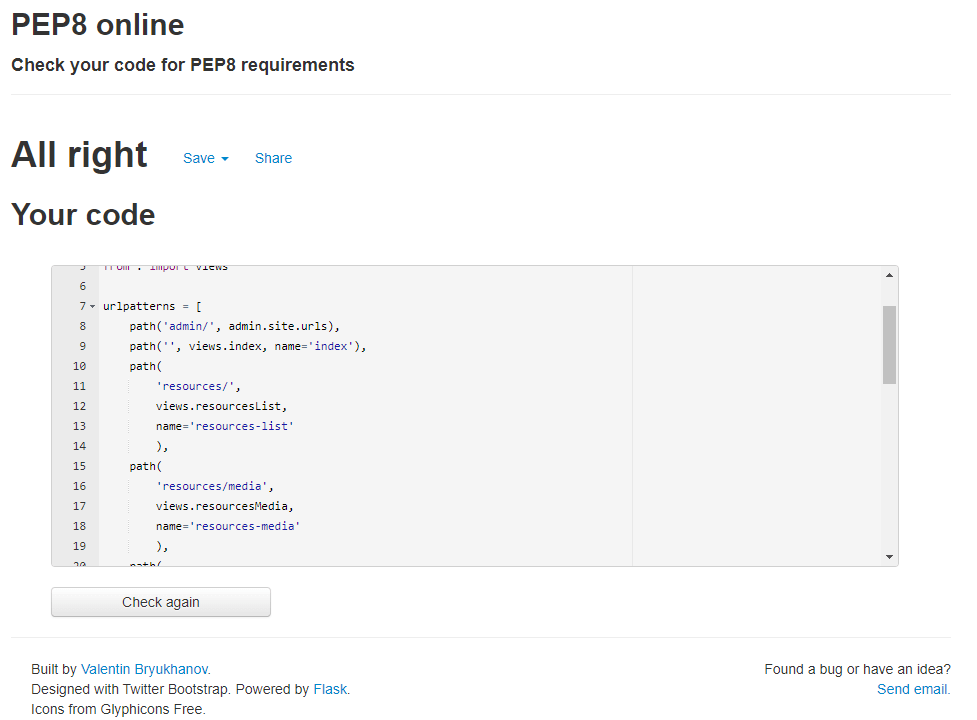 PEP8 online
Check your code for PEP8 requirements
All right Save Share
Your code
5 from . import views
6
7 urlpatterns = [
8 path('admin/', admin.site.urls),
9 path('', views.index, name='index'),
10 path(
11 'resources/',
12 views.resourcesList,
13 name='resources-list'
14 ),
15 path(
16 'resources/media',
17 views.resourcesMedia,
18 name='resources-media'
19 ),
20 path(
Check again
Built by Valentin Bryukhanov.
Designed with Twitter Bootstrap. Powered by Flask.
Icons from Glyphicons Free.
Found a bug or have an idea?
Send email.